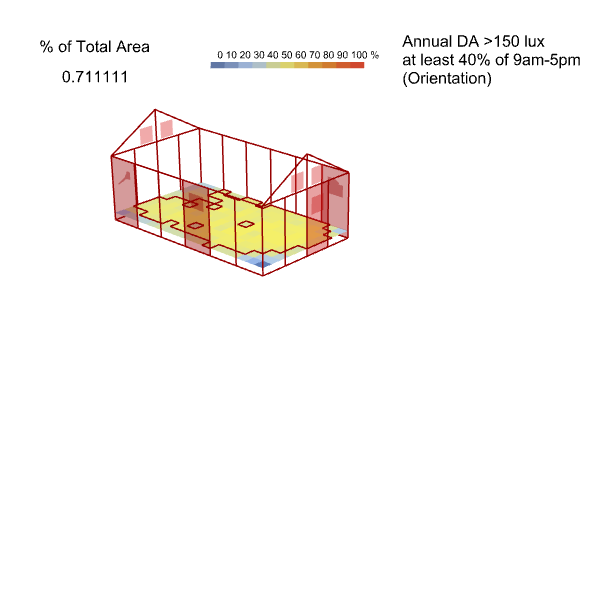 % of Total Area
0.711111
0 10 20 30 40 50 60 70 80 90 100 %
Annual DA >150 lux
at least 40% of 9am-5pm
(Orientation)